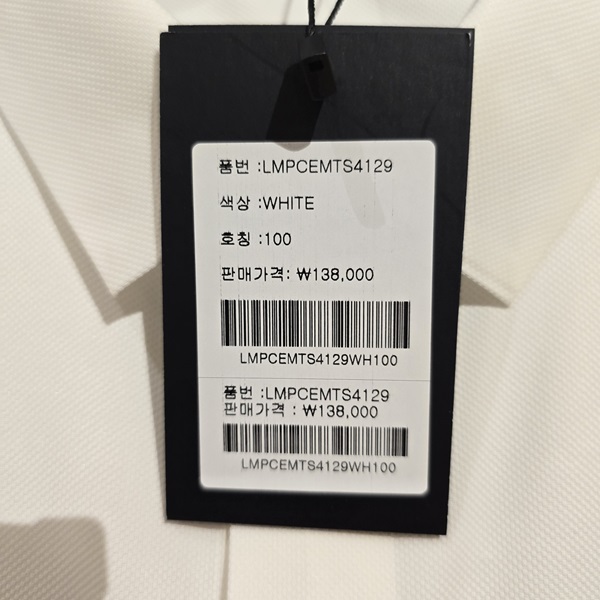 품번 :LMPCEMTS4129
색상 :WHITE
호칭 :100
판매가격: ₩138,000
LMPCEMTS4129WH100
품번 :LMPCEMTS4129
판매가격 : ₩138,000
LMPCEMTS4129WH100